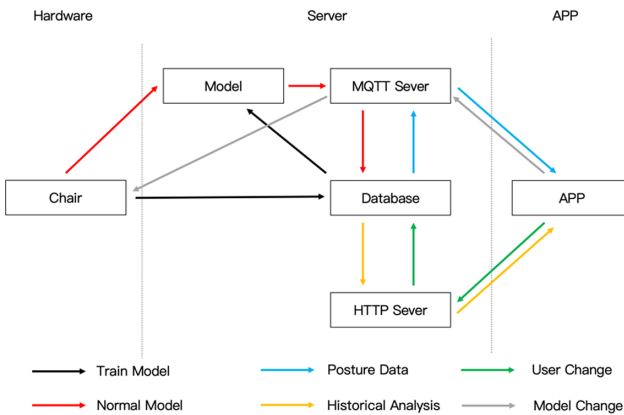 Hardware Server APP
Model MQTT Sever
Chair Database APP
HTTP Sever
Train Model Posture Data User Change
Normal Model Historical Analysis Model Change